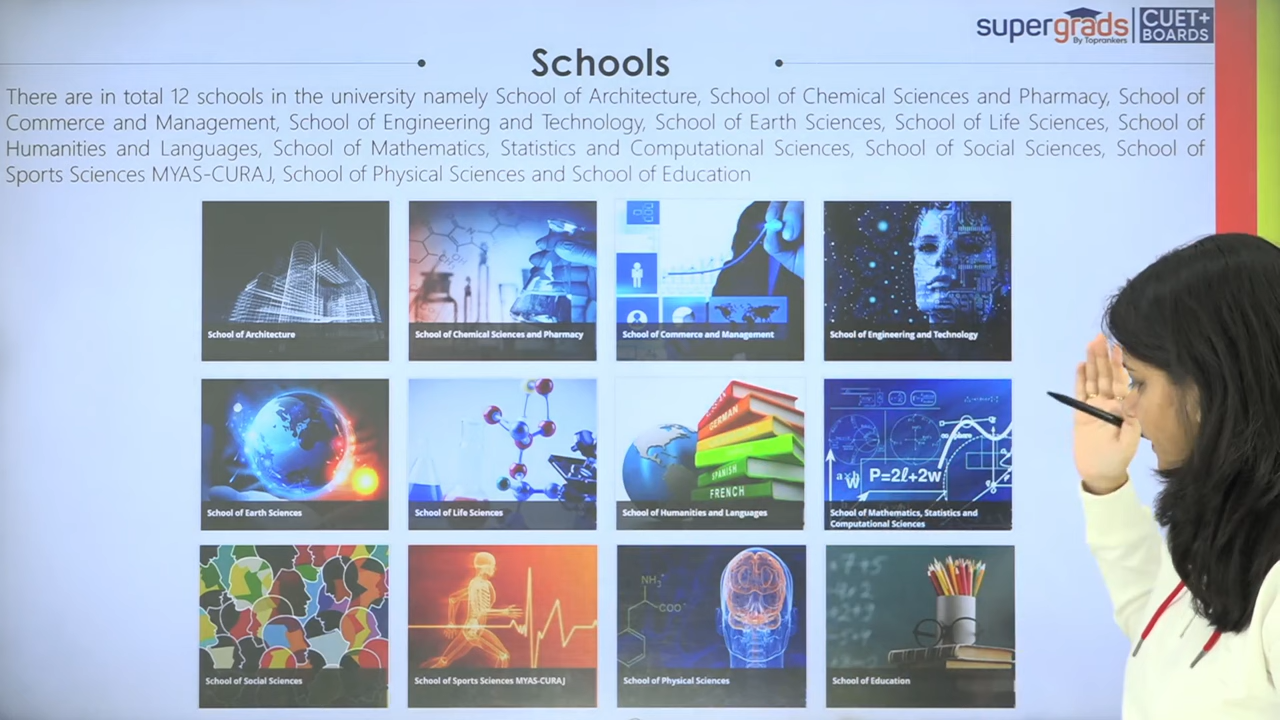 supergrads
By Toprankers
CUET+
BOARDS
Schools
There are in total 12 schools in the university namely School of Architecture, School of Chemical Sciences and Pharmacy, School of
Commerce and Management, School of Engineering and Technology, School of Earth Sciences, School of Life Sciences, School of
Humanities and Languages, School of Mathematics, Statistics and Computational Sciences, School of Social Sciences, School of
Sports Sciences MYAS-CURAJ, School of Physical Sciences and School of Education
School of Architecture
School of Chemical Sciences and Pharmacy
School of Commerce and Management
School of Engineering and Technology
School of Earth Sciences
School of Life Sciences
GERMAN
SPANISH
FRENCH
School of Humanities and Languages
P=2ℓ+2w
School of Mathematics, Statistics and
Computational Sciences
School of Social Sciences
School of Sports Sciences MYAS-CURAJ
NH₃⁺
COO⁻
School of Physical Sciences
School of Education